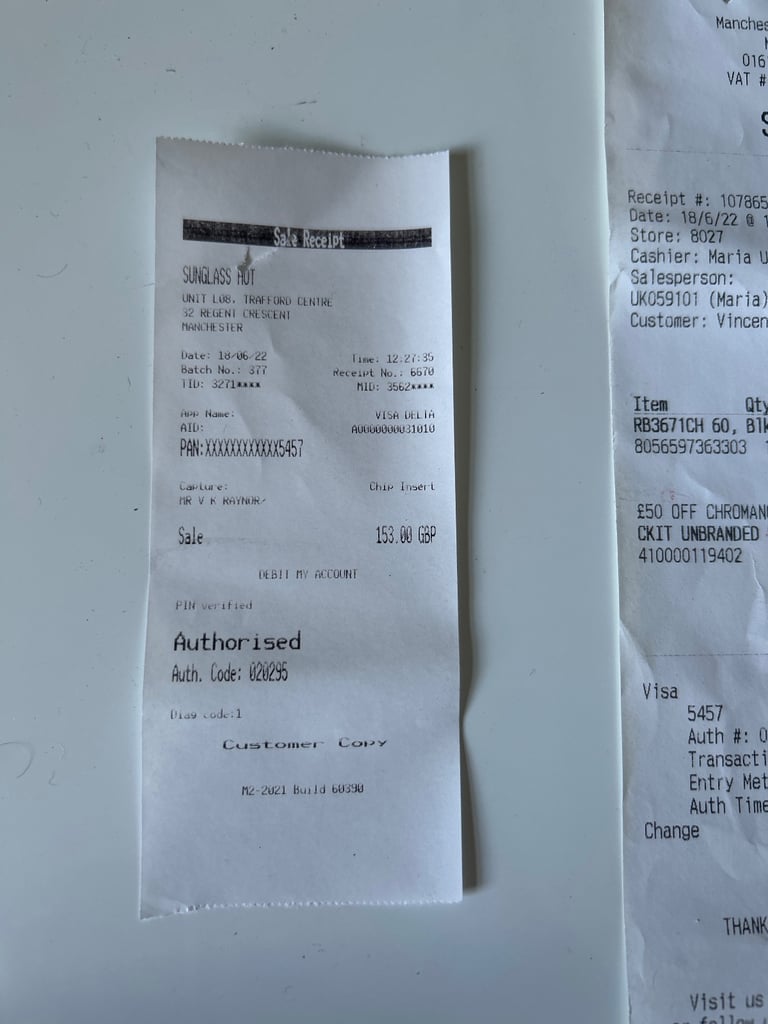 Sale Receipt
SUNGLASS HUT
UNIT L08, TRAFFORD CENTRE
32 REGENT CRESCENT
MANCHESTER
Date: 18/06/22 Time: 12:27:35
Batch No.: 377 Receipt No.: 6670
TID: 3271**** MID: 3562****
App Name: VISA DELTA
AID: A0000000031010
PAN:XXXXXXXXXXXX5457
Capture: Chip Insert
MR V K RAYNOR/
Sale 153.00 GBP
DEBIT MY ACCOUNT
PIN verified
Authorised
Auth. Code: 020295
Diag code:1
Customer Copy
M2-2021 Build 60390
Manches
016
VAT #
S
Receipt #: 107865
Date: 18/6/22 @ 1
Store: 8027
Cashier: Maria U
Salesperson:
UK059101 (Maria)
Customer: Vincen
Item Qty
RB3671CH 60, Blk
8056597363303 1
£50 OFF CHROMAN
CKIT UNBRANDED
410000119402
Visa
5457
Auth #: 0
Transacti
Entry Met
Auth Time
Change
THANK
Visit us